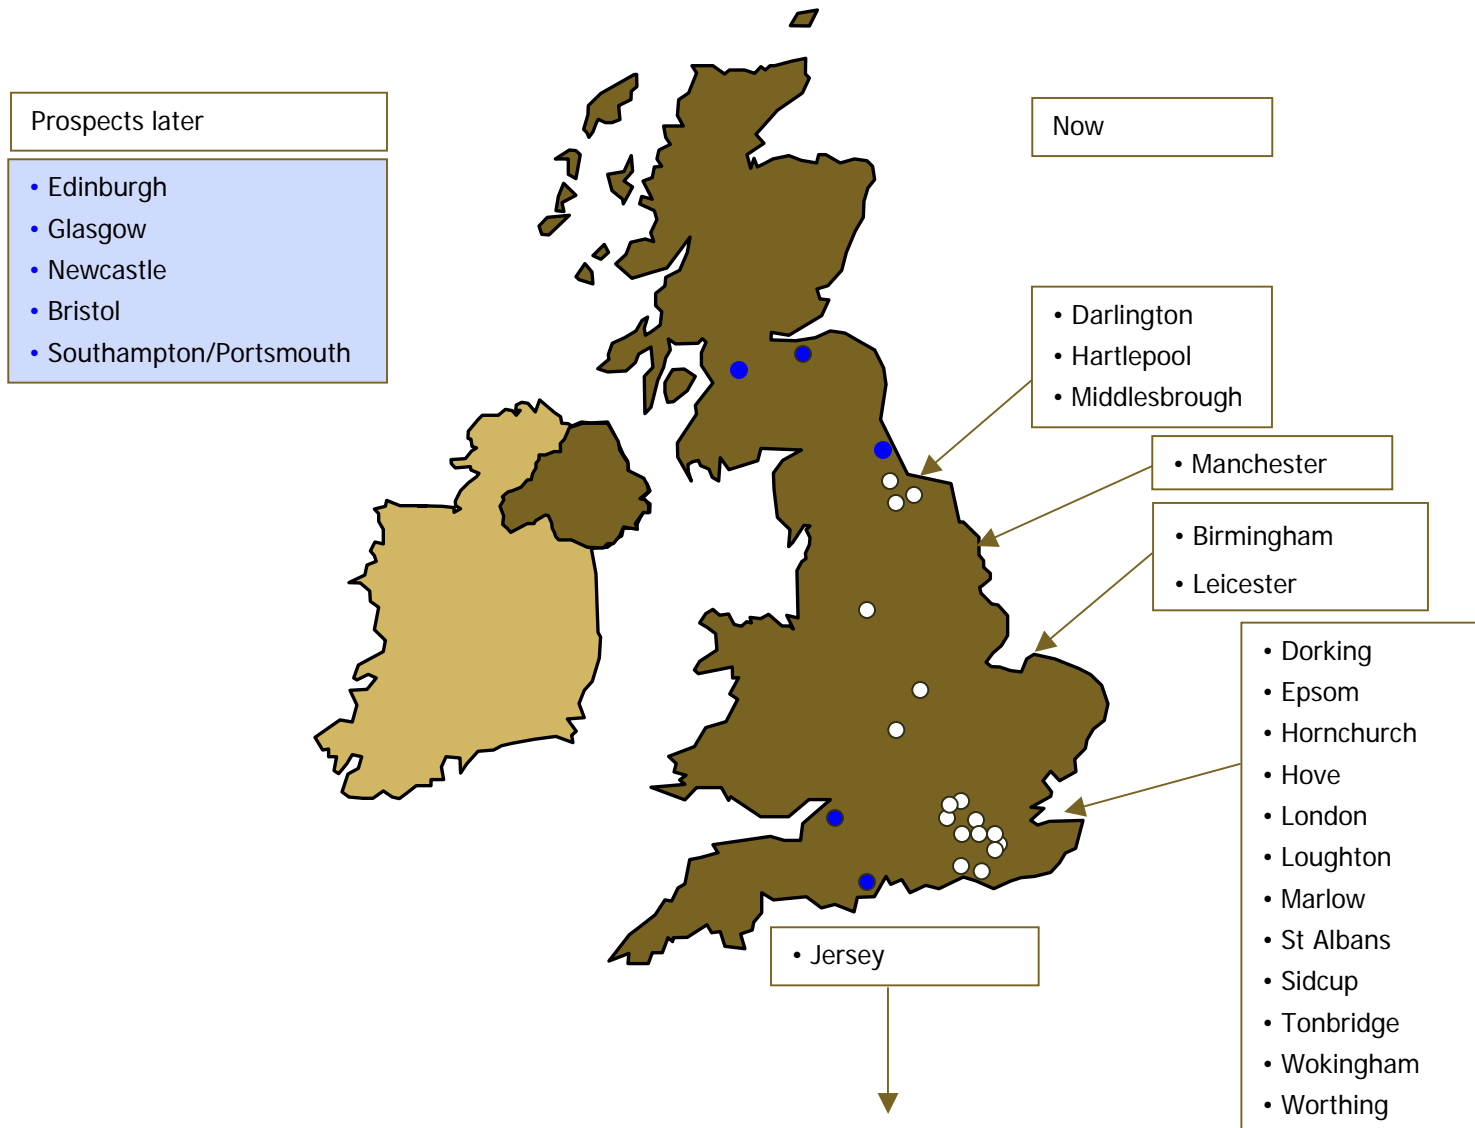 Prospects later
• Edinburgh
• Glasgow
• Newcastle
• Bristol
• Southampton/Portsmouth
Now
• Darlington
• Hartlepool
• Middlesbrough
• Manchester
• Birmingham
• Leicester
• Dorking
• Epsom
• Hornchurch
• Hove
• London
• Loughton
• Marlow
• St Albans
• Sidcup
• Tonbridge
• Wokingham
• Worthing
• Jersey